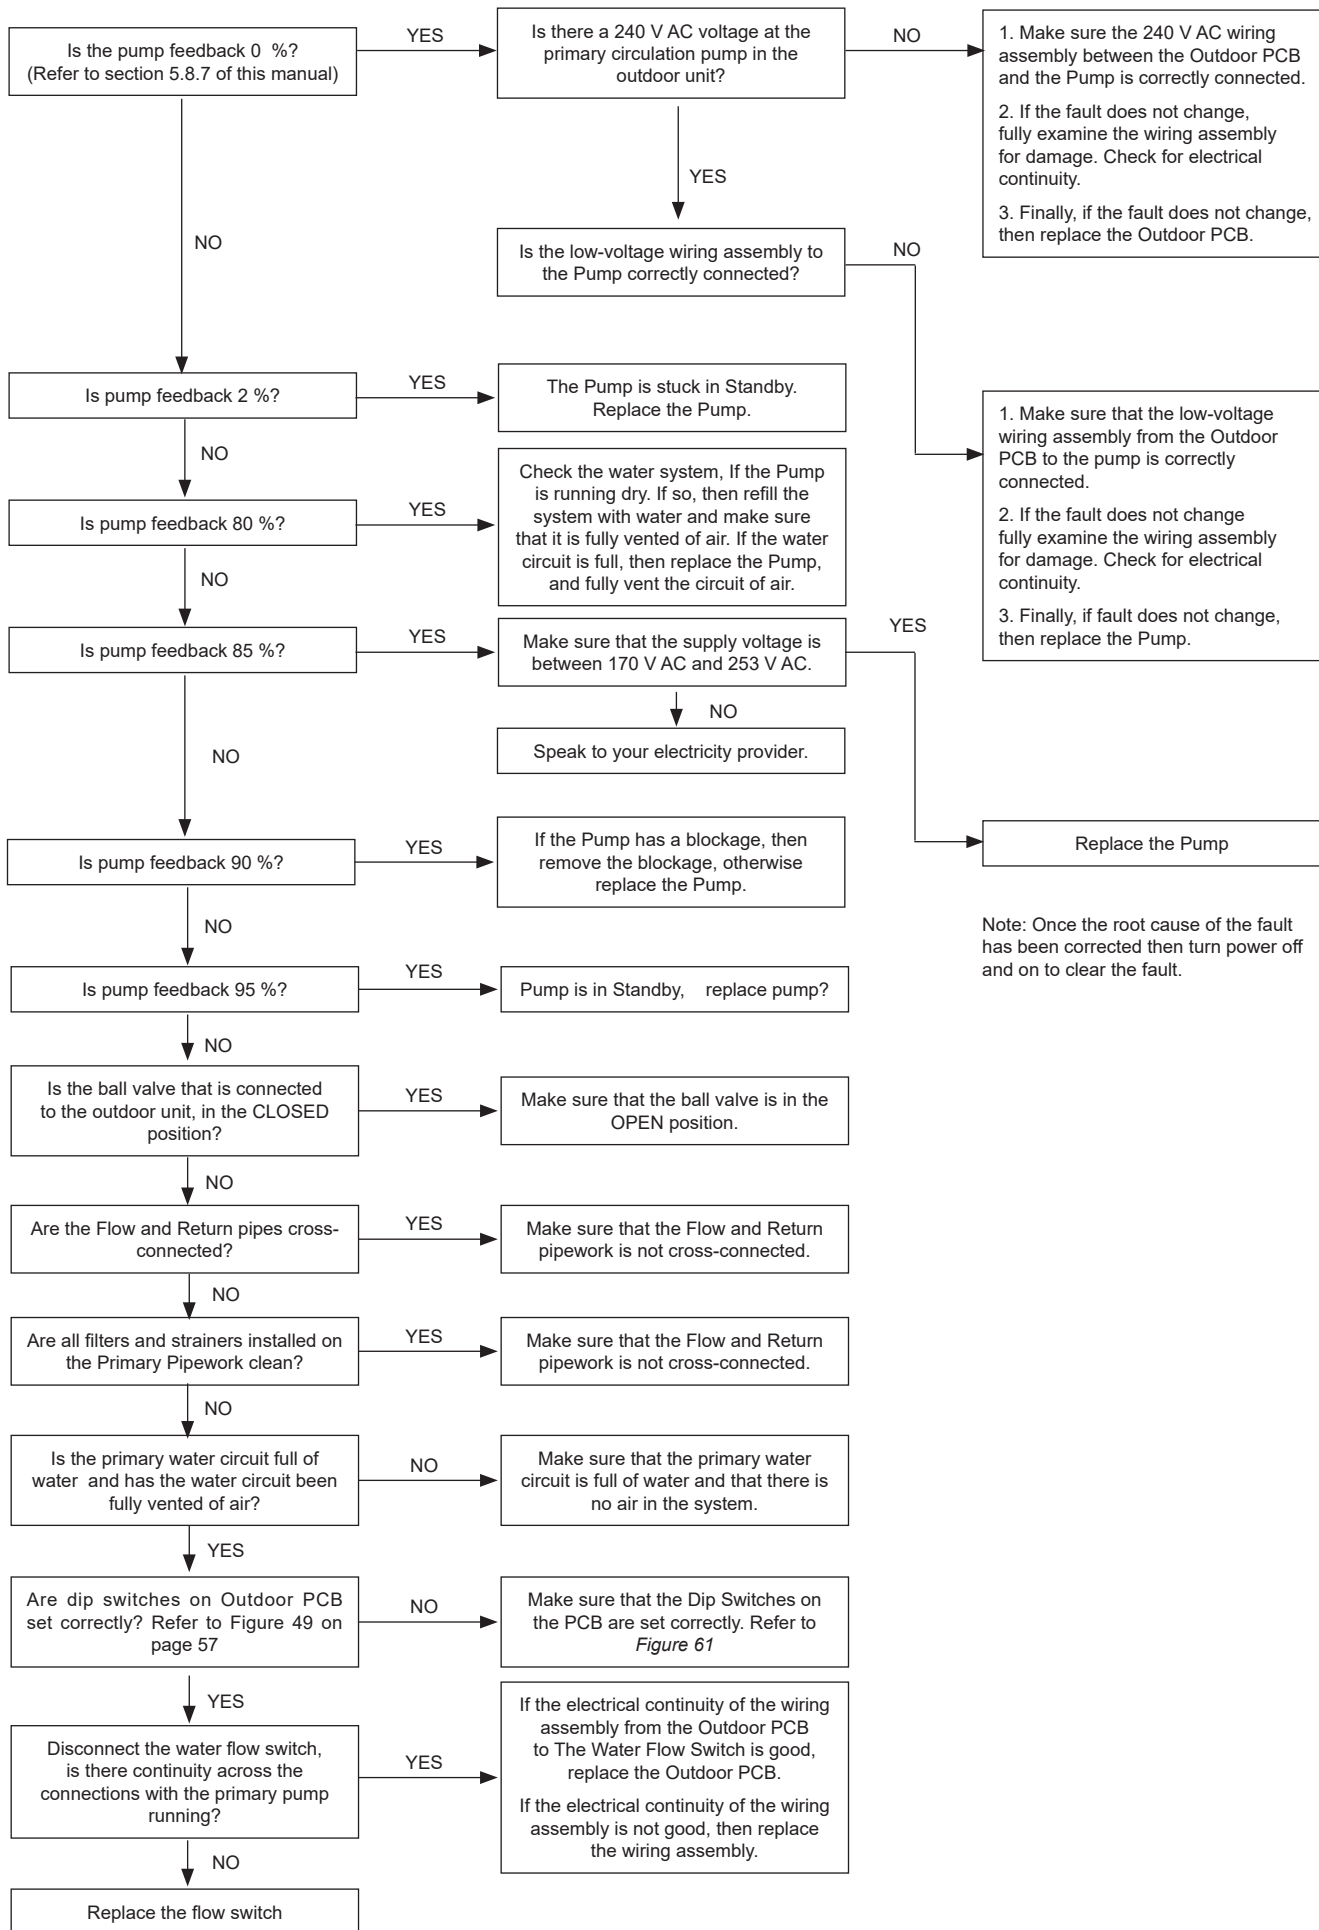 Is the pump feedback 0 %?
(Refer to section 5.8.7 of this manual)
YES
Is there a 240 V AC voltage at the
primary circulation pump in the
outdoor unit?
NO
1. Make sure the 240 V AC wiring
assembly between the Outdoor PCB
and the Pump is correctly connected.
2. If the fault does not change,
fully examine the wiring assembly
for damage. Check for electrical
continuity.
3. Finally, if the fault does not change,
then replace the Outdoor PCB.
YES
NO
Is the low-voltage wiring assembly to
the Pump correctly connected?
NO
1. Make sure that the low-voltage
wiring assembly from the Outdoor
PCB to the pump is correctly
connected.
2. If the fault does not change
fully examine the wiring assembly
for damage. Check for electrical
continuity.
3. Finally, if fault does not change,
then replace the Pump.
Is pump feedback 2 %?
YES
The Pump is stuck in Standby.
Replace the Pump.
NO
Is pump feedback 80 %?
YES
Check the water system, If the Pump
is running dry. If so, then refill the
system with water and make sure
that it is fully vented of air. If the water
circuit is full, then replace the Pump,
and fully vent the circuit of air.
NO
Is pump feedback 85 %?
YES
Make sure that the supply voltage is
between 170 V AC and 253 V AC.
YES
NO
Speak to your electricity provider.
NO
Replace the Pump
Is pump feedback 90 %?
YES
If the Pump has a blockage, then
remove the blockage, otherwise
replace the Pump.
Note: Once the root cause of the fault
has been corrected then turn power off
and on to clear the fault.
NO
Is pump feedback 95 %?
YES
Pump is in Standby, replace pump?
NO
Is the ball valve that is connected
to the outdoor unit, in the CLOSED
position?
YES
Make sure that the ball valve is in the
OPEN position.
NO
Are the Flow and Return pipes cross-
connected?
YES
Make sure that the Flow and Return
pipework is not cross-connected.
NO
Are all filters and strainers installed on
the Primary Pipework clean?
YES
Make sure that the Flow and Return
pipework is not cross-connected.
NO
Is the primary water circuit full of
water and has the water circuit been
fully vented of air?
NO
Make sure that the primary water
circuit is full of water and that there is
no air in the system.
YES
Are dip switches on Outdoor PCB
set correctly? Refer to Figure 49 on
page 57
NO
Make sure that the Dip Switches on
the PCB are set correctly. Refer to
Figure 61
YES
Disconnect the water flow switch,
is there continuity across the
connections with the primary pump
running?
YES
If the electrical continuity of the wiring
assembly from the Outdoor PCB
to The Water Flow Switch is good,
replace the Outdoor PCB.
If the electrical continuity of the wiring
assembly is not good, then replace
the wiring assembly.
NO
Replace the flow switch